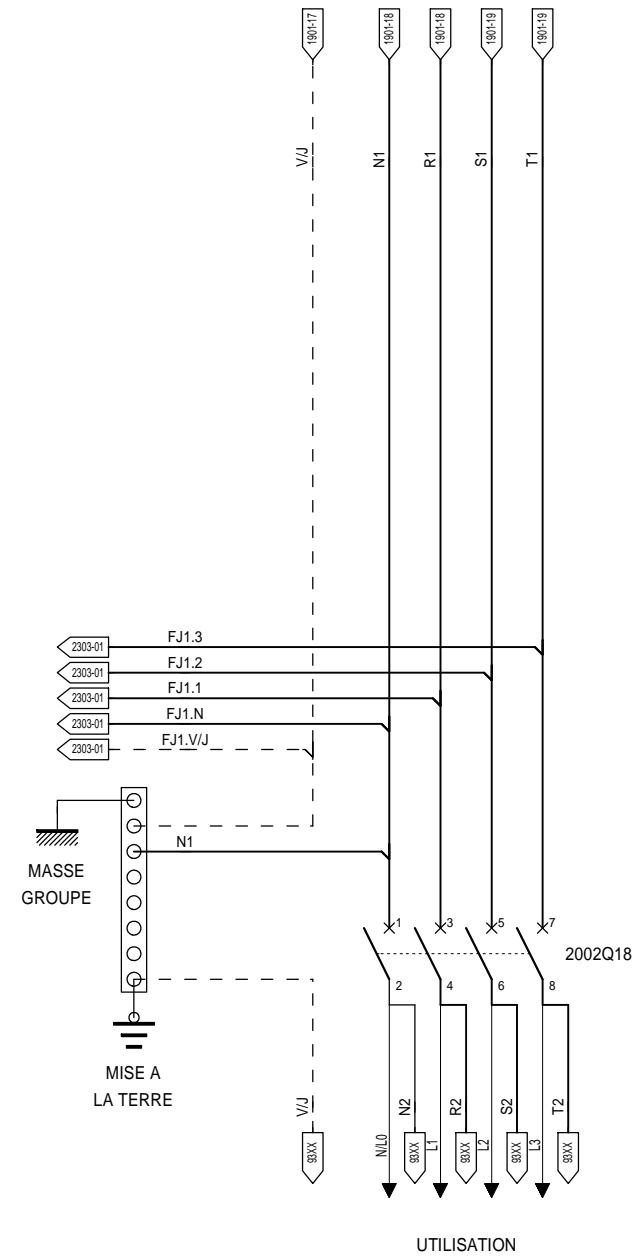 1901-17
1901-18
1901-18
1901-19
1901-19
V/J
N1
R1
S1
T1
2303-01
FJ1.3
2303-01
FJ1.2
2303-01
FJ1.1
2303-01
FJ1.N
2303-01
FJ1.V/J
N1
MASSE
GROUPE
1
3
5
7
2002Q18
2
4
6
8
MISE A
LA TERRE
V/J
N/L0
N2
L1
R2
L2
S2
L3
T2
93XX
93XX
93XX
93XX
93XX
UTILISATION